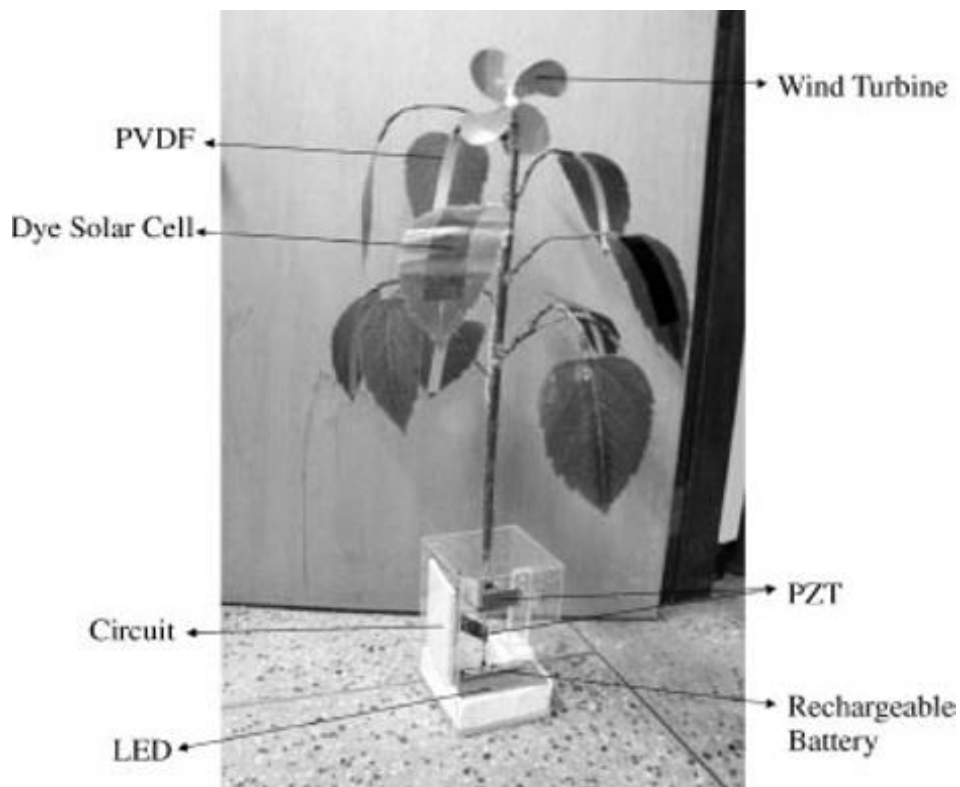 Wind Turbine
PVDF
Dye Solar Cell
PZT
Circuit
Rechargeable
Battery
LED